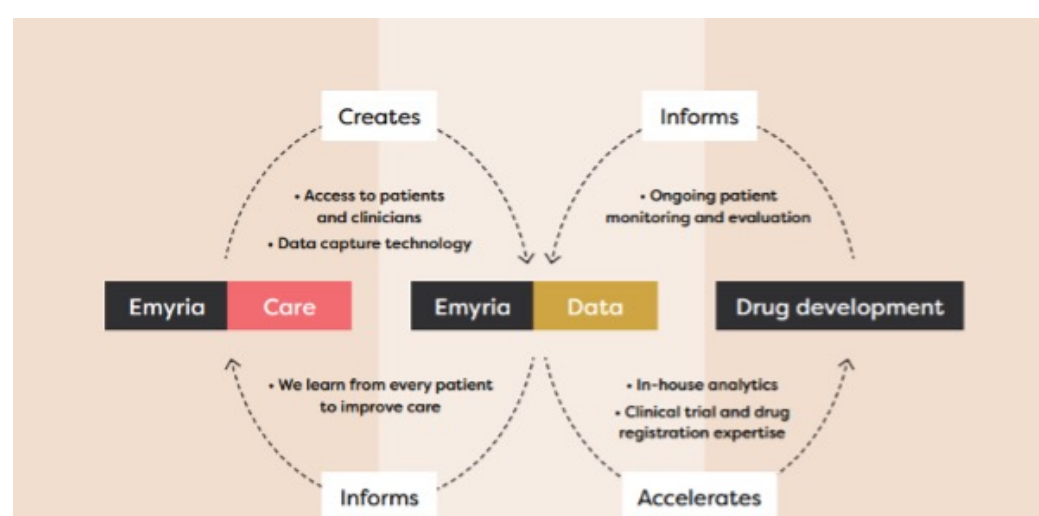 Creates
Informs
• Access to patients
and clinicians
• Data capture technology
• Ongoing patient
monitoring and evaluation
Emyria Care
Emyria Data
Drug development
• We learn from every patient
to improve care
• In-house analytics
• Clinical trial and drug
registration expertise
Informs
Accelerates